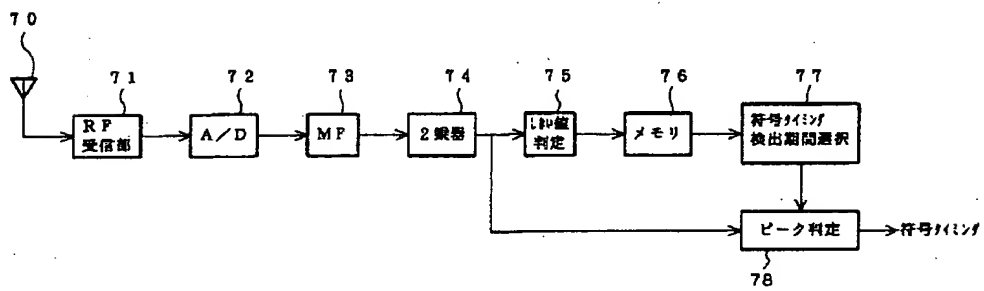 70
71
72
73
74
75
76
77
RF
受信部
A/D
MF
2乗器
しきい値
判定
メモリ
符号タイミング
検出期間選択
ピーク判定
符号タイミング
78